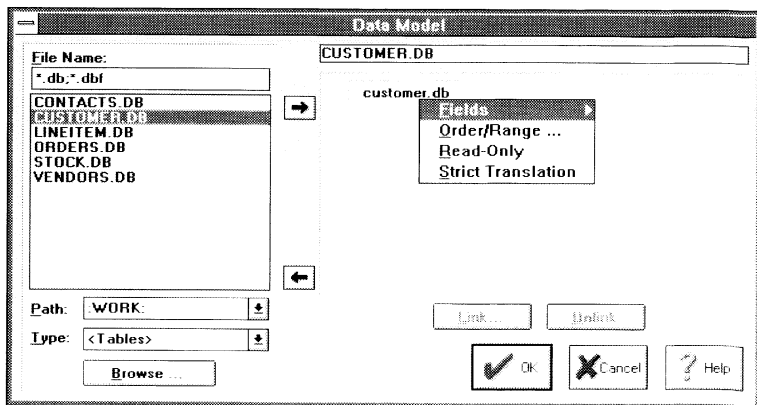 Data Model
File Name:
*.db;*.dbf
CONTACTS.DB
CUSTOMER.DB
LINEITEM.DB
ORDERS.DB
STOCK.DB
VENDORS.DB
Path: :WORK:
Type: <Tables>
Browse ...
CUSTOMER.DB
customer.db
Fields
Order/Range ...
Read-Only
Strict Translation
Link... Unlink
OK Cancel ? Help